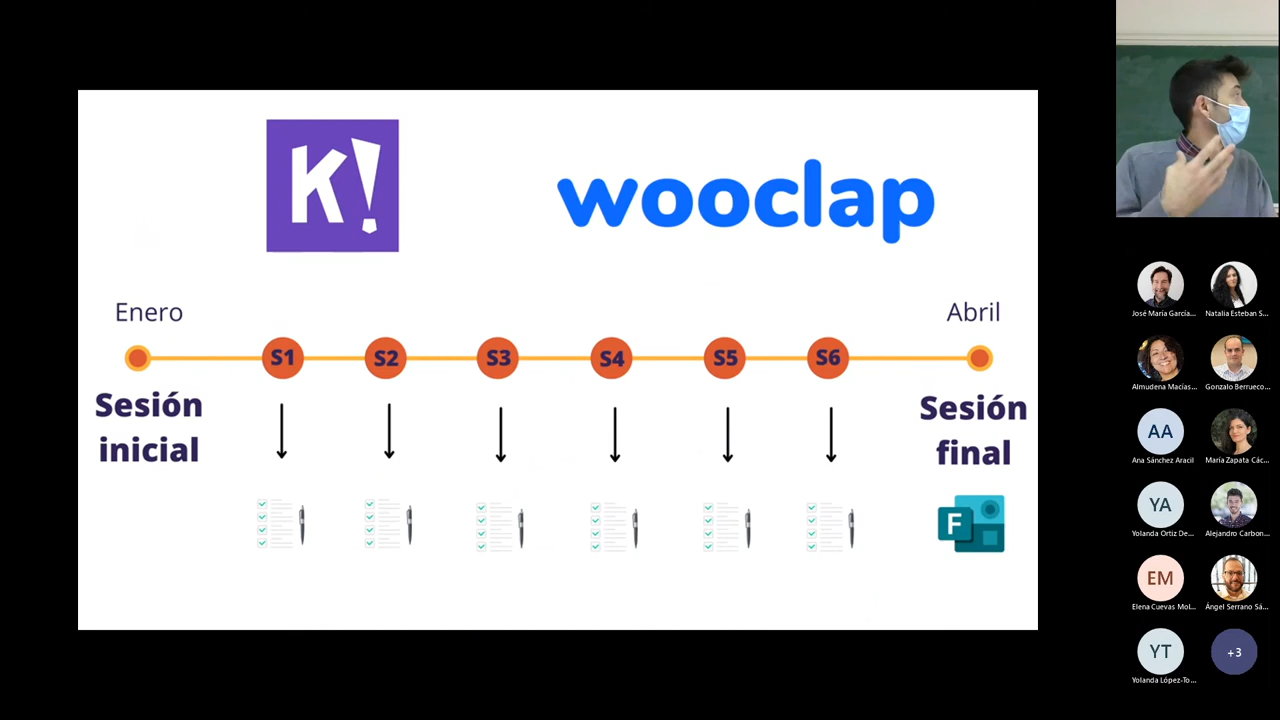 K!
wooclap
Enero
Abril
S1
S2
S3
S4
S5
S6
Sesión
inicial
Sesión
final
F
José María García...
Natalia Esteban S...
Almudena Macías...
Gonzalo Berrueco...
AA
Ana Sánchez Aracil
María Zapata Các...
YA
Yolanda Ortiz De...
Alejandro Carbon...
EM
Elena Cuevas Mol...
Ángel Serrano Sá...
YT
Yolanda López-To...
+3